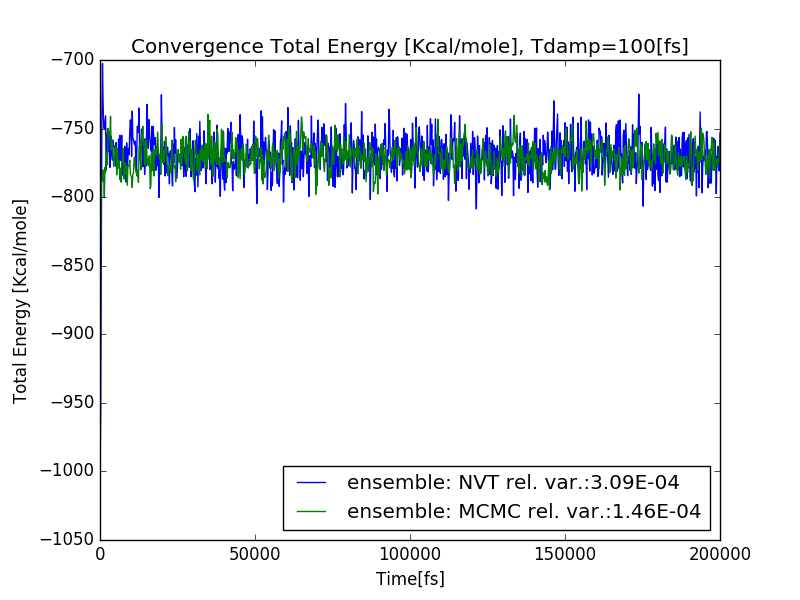 Convergence Total Energy [Kcal/mole], Tdamp=100[fs]
−700
−750
−800
−850
−900
−950
−1000
−1050
Total Energy [Kcal/mole]
ensemble: NVT rel. var.:3.09E-04
ensemble: MCMC rel. var.:1.46E-04
0 50000 100000 150000 200000
Time[fs]